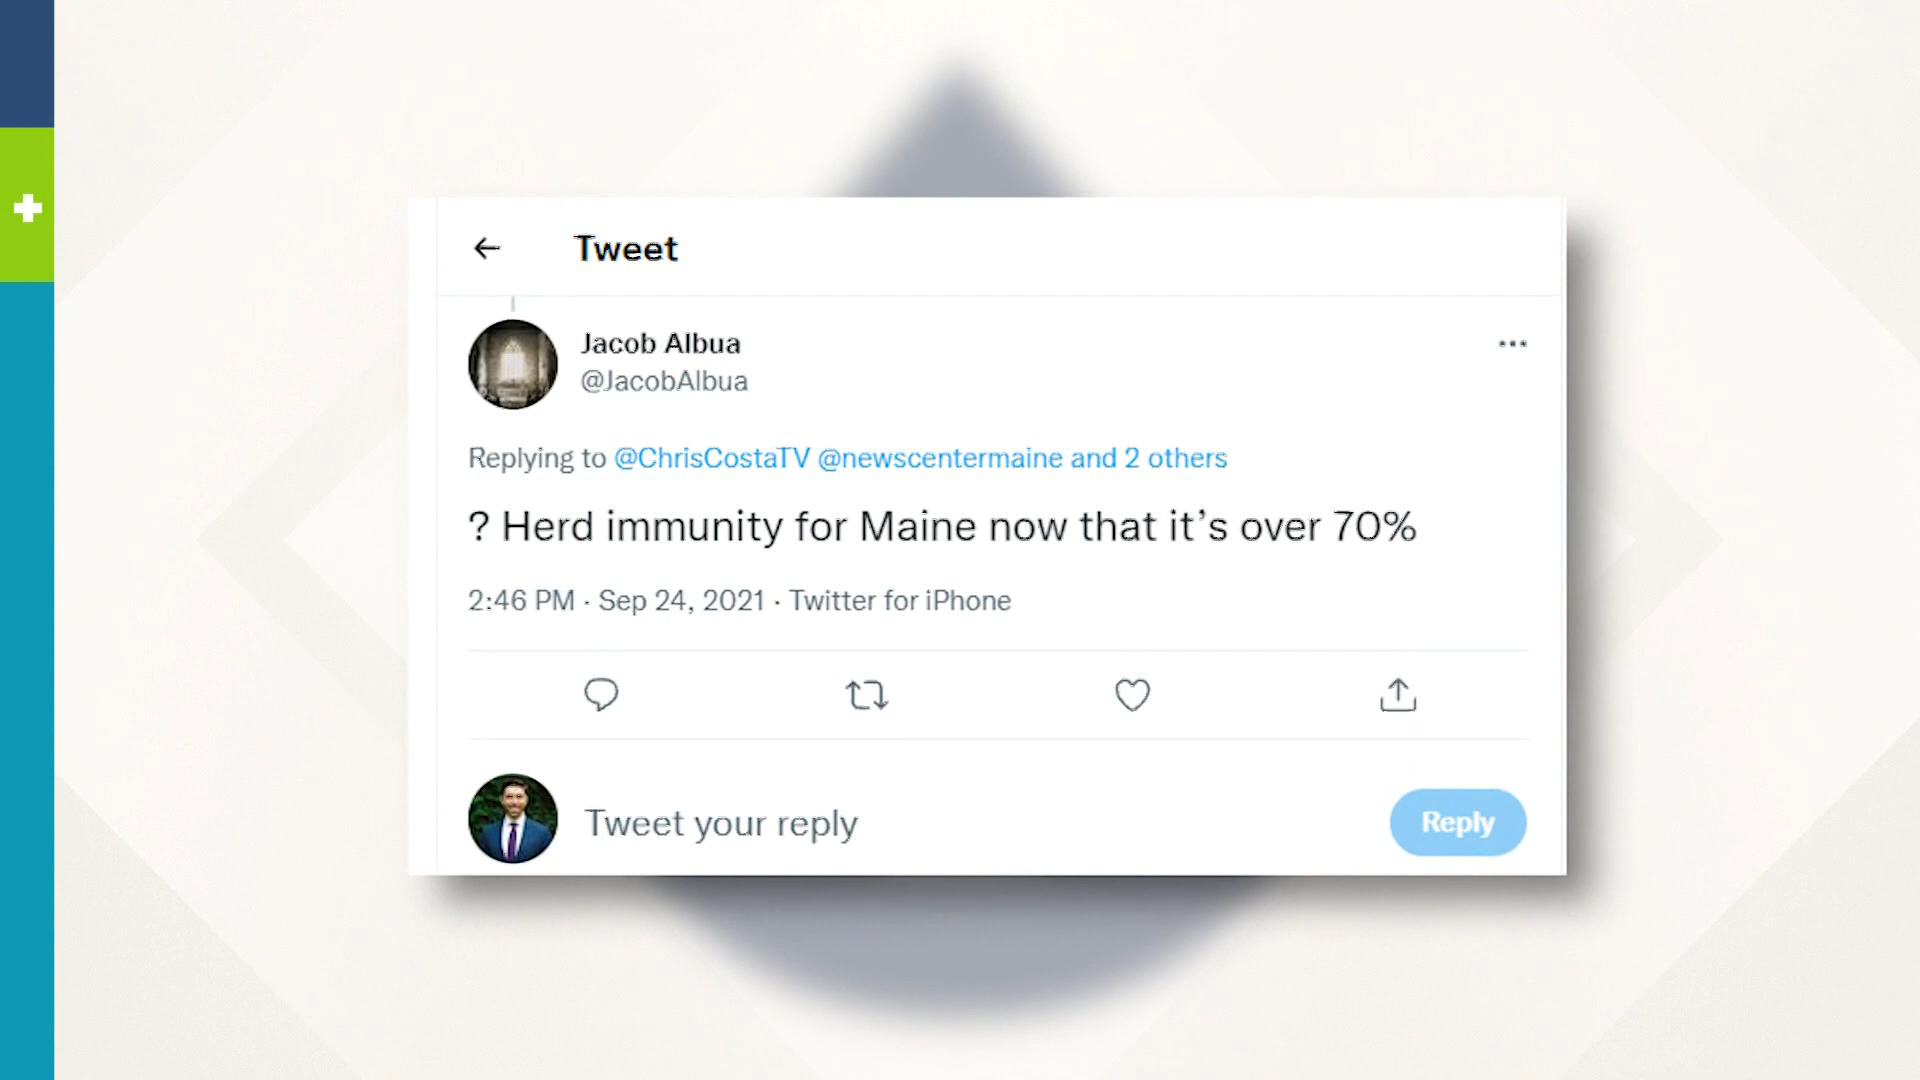 Tweet
Jacob Albua
@JacobAlbua
Replying to @ChrisCostaTV @newscentermaine and 2 others
? Herd immunity for Maine now that it’s over 70%
2:46 PM · Sep 24, 2021 · Twitter for iPhone
Tweet your reply
Reply